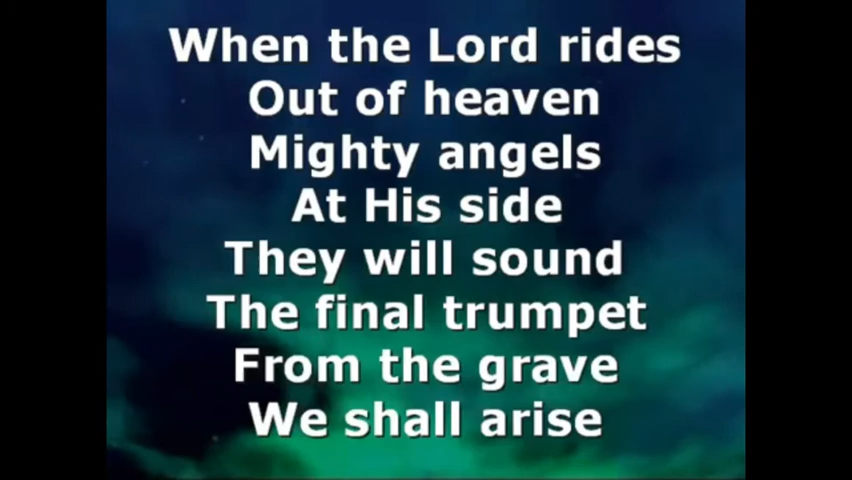 When the Lord rides
Out of heaven
Mighty angels
At His side
They will sound
The final trumpet
From the grave
We shall arise